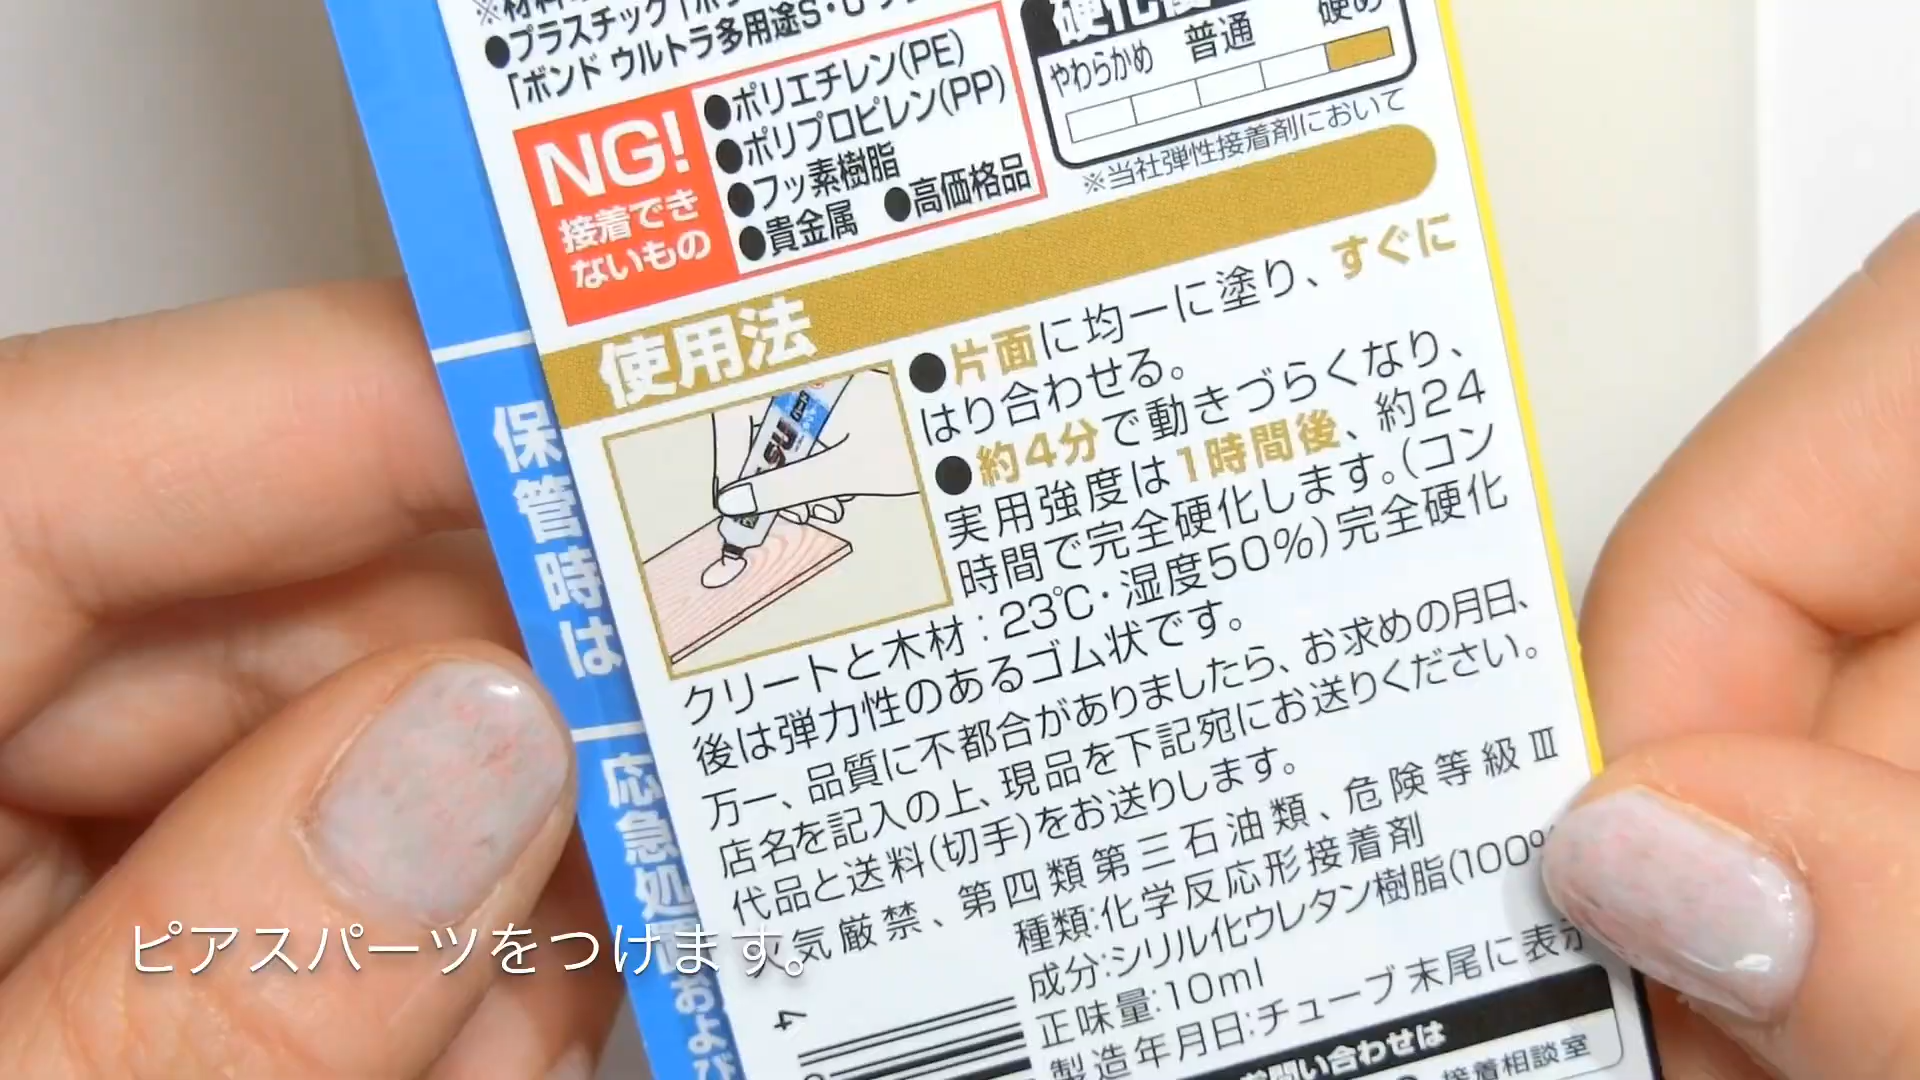 ●プラスチック
「ボンド ウルトラ多用途S・U
硬化
やわらかめ 普通 硬め
※当社弾性接着剤において
NG!
接着でき
ないもの
●ポリエチレン(PE)
●ポリプロピレン(PP)
●フッ素樹脂
●貴金属 ●高価格品
使用法
●片面に均一に塗り、すぐに
はり合わせる。
●約4分で動きづらくなり、
実用強度は1時間後、約24
時間で完全硬化します。(コン
クリートと木材:23℃・湿度50%)完全硬化
後は弾力性のあるゴム状です。
万一、品質に不都合がありましたら、お求めの月日、
店名を記入の上、現品を下記宛にお送りください。
代品と送料(切手)をお送りします。
火気厳禁、第四類第三石油類、危険等級Ⅲ
種類:化学反応形接着剤
成分:シリル化ウレタン樹脂(100%
正味量:10ml
製造年月日:チューブ末尾に表示
お問い合わせは
接着相談室
4
保管時は
応急処置および
ピアスパーツをつけます。